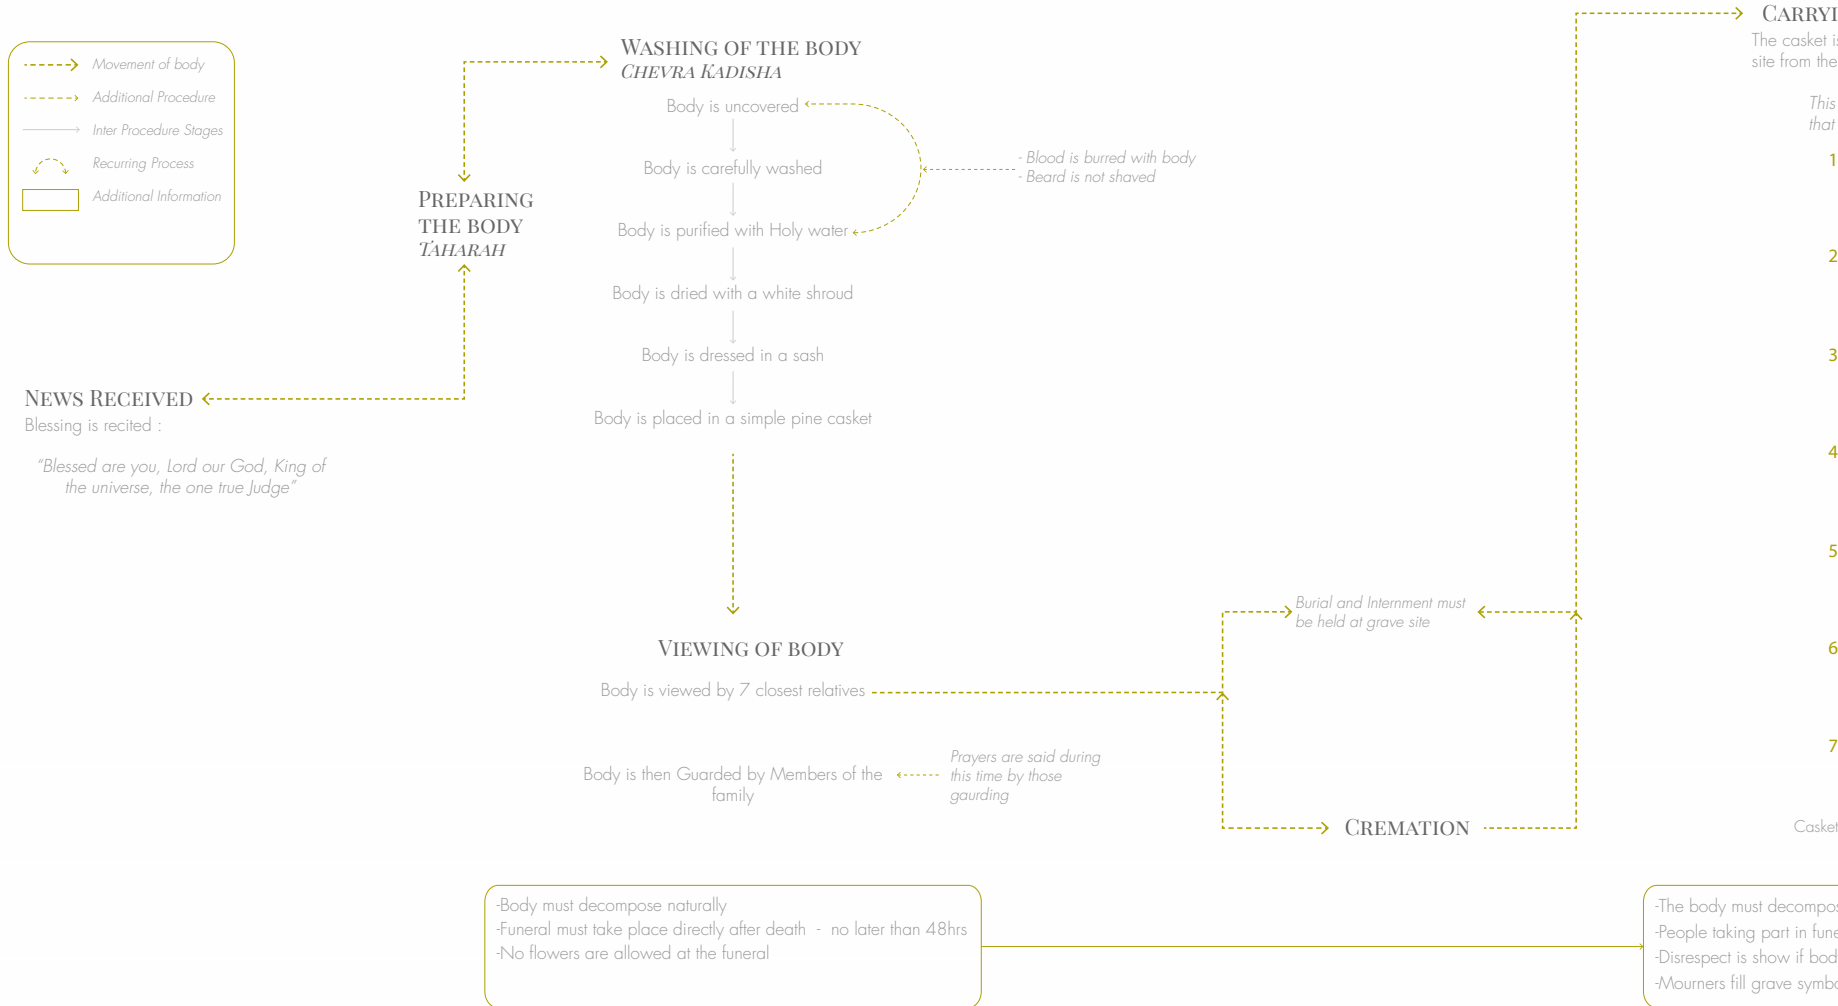 Movement of body
Additional Procedure
Inter Procedure Stages
Recurring Process
Additional Information
News Received
Blessing is recited :
“Blessed are you, Lord our God, King of
the universe, the one true Judge”
Preparing
the body
Taharah
Washing of the body
Chevra Kadisha
Body is uncovered
Body is carefully washed
Body is purified with Holy water
Body is dried with a white shroud
Body is dressed in a sash
Body is placed in a simple pine casket
- Blood is burred with body
- Beard is not shaved
Viewing of body
Body is viewed by 7 closest relatives
Body is then Guarded by Members of the
family
Prayers are said during
this time by those
gaurding
Burial and Internment must
be held at grave site
Cremation
-Body must decompose naturally
-Funeral must take place directly after death - no later than 48hrs
-No flowers are allowed at the funeral
The casket is
site from the
This
that
1
2
3
4
5
6
7
Casket
-The body must
-People taking part in
-Disrespect is show if
-Mourners fill grave